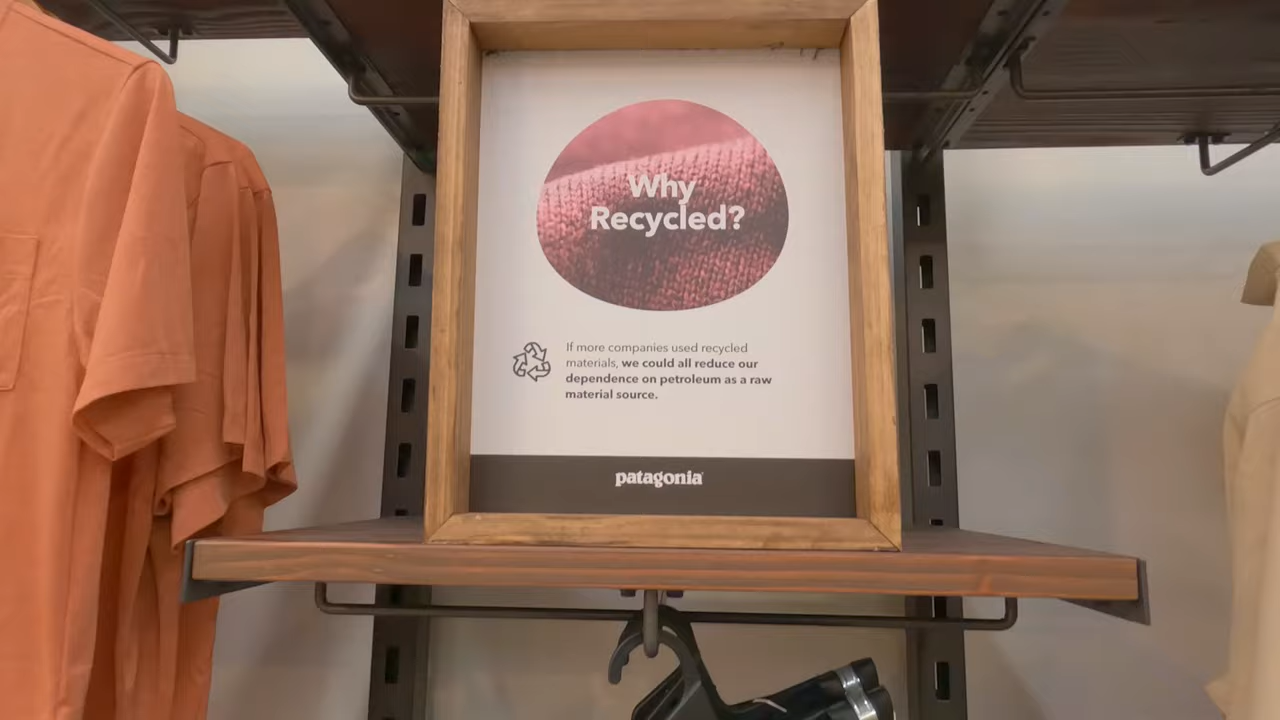 Why
Recycled?
If more companies used recycled
materials, we could all reduce our
dependence on petroleum as a raw
material source.
patagonia